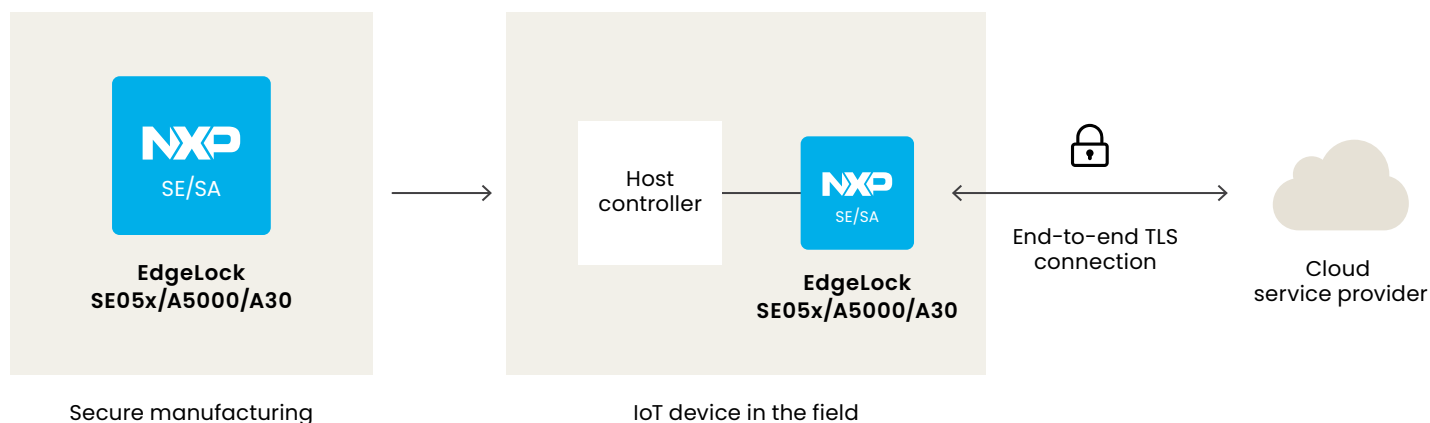 NXP
SE/SA
EdgeLock
SE05x/A5000/A30
Secure manufacturing
Host
controller
NXP
SE/SA
EdgeLock
SE05x/A5000/A30
IoT device in the field
End-to-end TLS
connection
Cloud
service provider